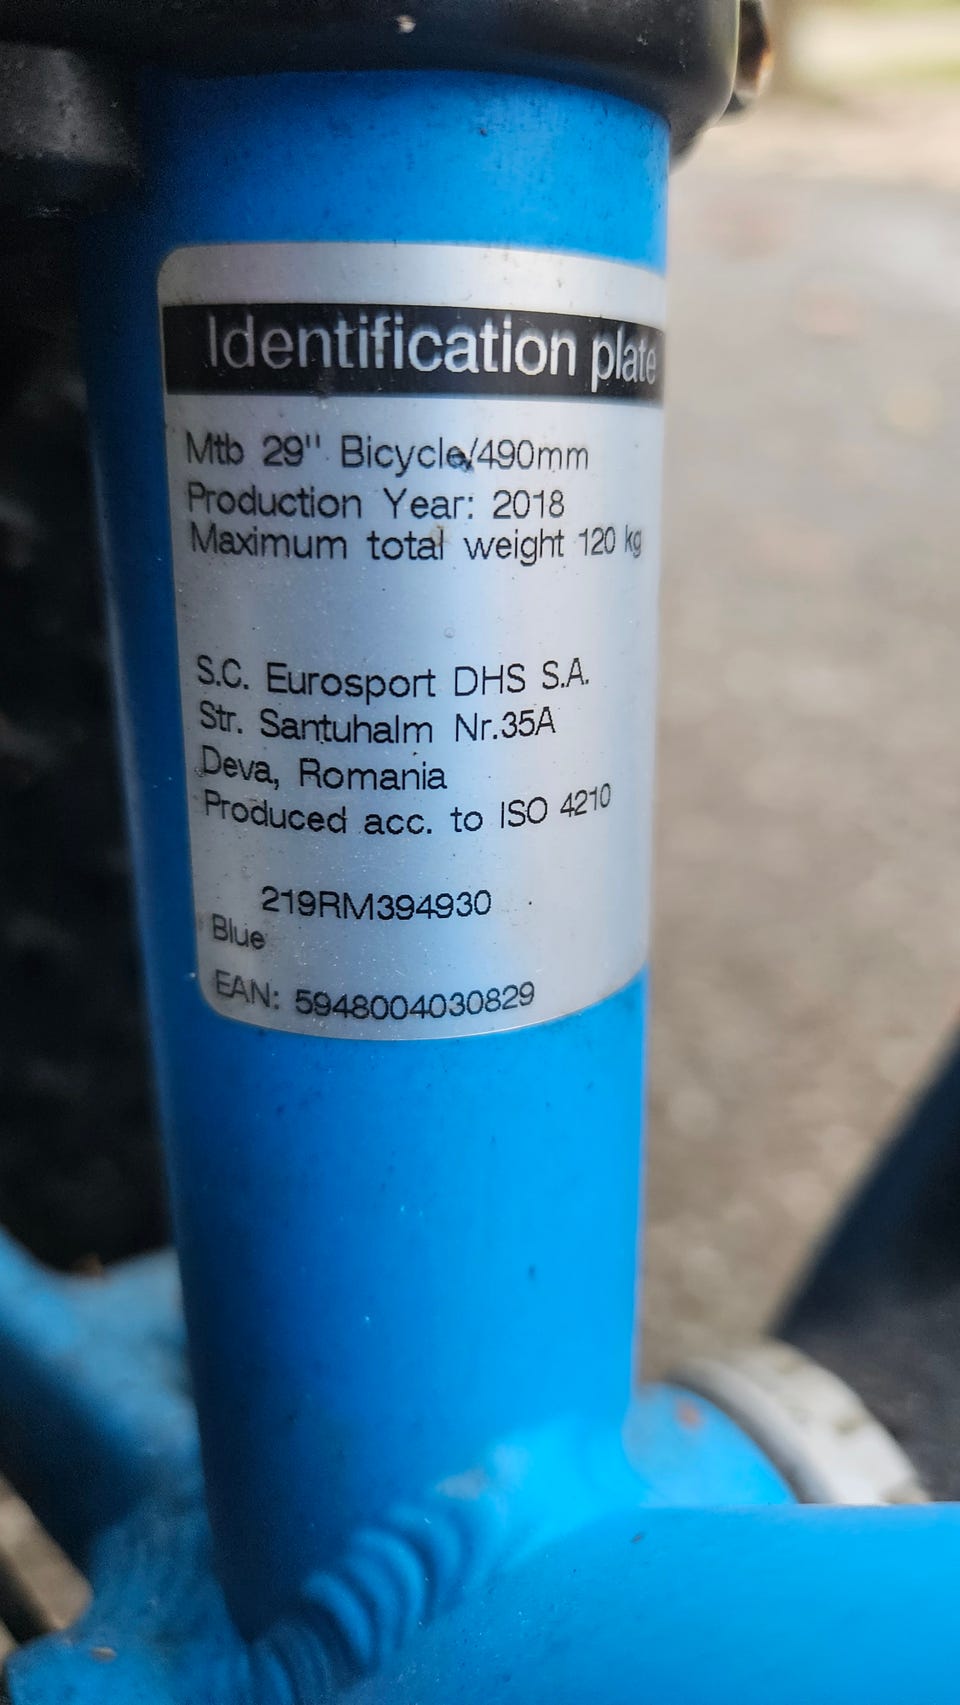 Identification plate
Mtb 29" Bicycle/490mm
Production Year: 2018
Maximum total weight 120 kg
S.C. Eurosport DHS S.A.
Str. Santuhalm Nr.35A
Deva, Romania
Produced acc. to ISO 4210
219RM394930
Blue
EAN: 5948004030829